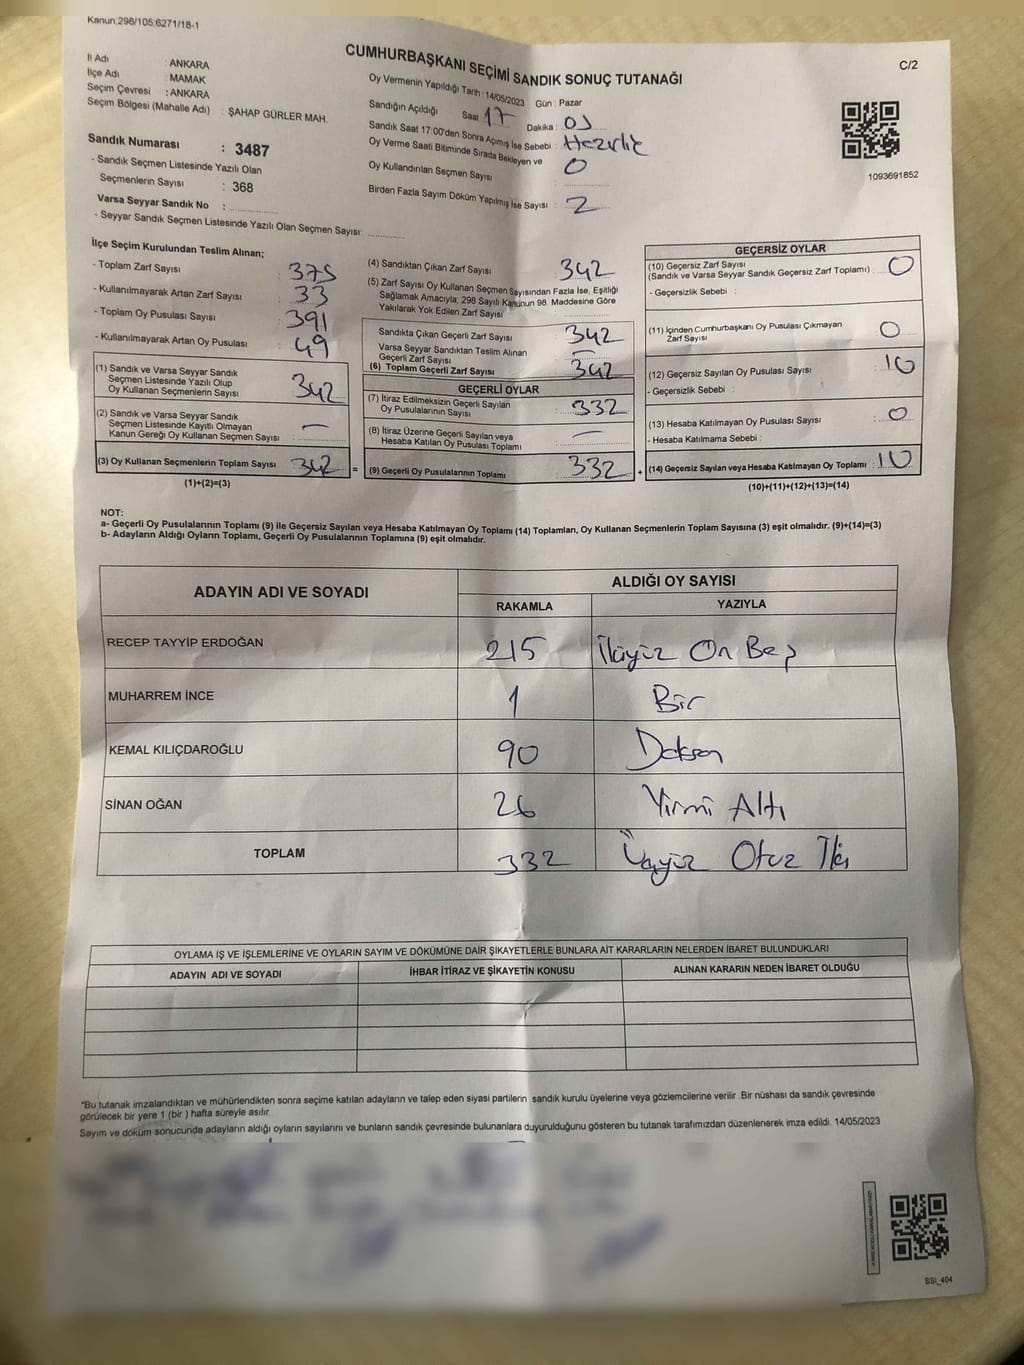 Kanun;298/105;6271/18-1
CUMHURBAŞKANI SEÇİMİ SANDIK SONUÇ TUTANAĞI
C/2
İl Adı : ANKARA
İlçe Adı : MAMAK
Seçim Çevresi : ANKARA
Seçim Bölgesi (Mahalle Adı) : ŞAHAP GÜRLER MAH.
Sandık Numarası : 3487
- Sandık Seçmen Listesinde Yazılı Olan
Seçmenlerin Sayısı : 368
Varsa Seyyar Sandık No :
- Seyyar Sandık Seçmen Listesinde Yazılı Olan Seçmen Sayısı:
Oy Vermenin Yapıldığı Tarih : 14/05/2023 Gün : Pazar
Sandığın Açıldığı Saat 17 Dakika : 05
Sandık Saat 17:00'den Sonra Açımış İse Sebebi : Hazırlık
Oy Verme Saati Bitiminde Sırada Bekleyen ve
Oy Kullandırılan Seçmen Sayısı : 0
Birden Fazla Sayım Döküm Yapılmış İse Sayısı : 2
1093691852
İlçe Seçim Kurulundan Teslim Alınan;
- Toplam Zarf Sayısı : 375
- Kullanılmayarak Artan Zarf Sayısı : 33
- Toplam Oy Pusulası Sayısı : 391
- Kullanılmayarak Artan Oy Pusulası : 49
(1) Sandık ve Varsa Seyyar Sandık
Seçmen Listesinde Yazılı Olup
Oy Kullanan Seçmenlerin Sayısı : 342
(2) Sandık ve Varsa Seyyar Sandık
Seçmen Listesinde Kayıtlı Olmayan
Kanun Gereği Oy Kullanan Seçmen Sayısı : —
(3) Oy Kullanan Seçmenlerin Toplam Sayısı : 342
(1)+(2)=(3)
(4) Sandıktan Çıkan Zarf Sayısı : 342
(5) Zarf Sayısı Oy Kullanan Seçmen Sayısından Fazla İse, Eşitliği
Sağlamak Amacıyla; 298 Sayılı Kanunun 98. Maddesine Göre
Yakılarak Yok Edilen Zarf Sayısı :
Sandıkta Çıkan Geçerli Zarf Sayısı : 342
Varsa Seyyar Sandıktan Teslim Alınan
Geçerli Zarf Sayısı : —
(6) Toplam Geçerli Zarf Sayısı : 342
GEÇERLİ OYLAR
(7) İtiraz Edilmeksizin Geçerli Sayılan
Oy Pusulalarının Sayısı : 332
(8) İtiraz Üzerine Geçerli Sayılan veya
Hesaba Katılan Oy Pusulası Toplamı : —
= (9) Geçerli Oy Pusulalarının Toplamı : 332
GEÇERSİZ OYLAR
(10) Geçersiz Zarf Sayısı
(Sandık ve Varsa Seyyar Sandık Geçersiz Zarf Toplamı) : 0
- Geçersizlik Sebebi :
(11) İçinden Cumhurbaşkanı Oy Pusulası Çıkmayan
Zarf Sayısı : 0
(12) Geçersiz Sayılan Oy Pusulası Sayısı : 10
- Geçersizlik Sebebi :
(13) Hesaba Katılmayan Oy Pusulası Sayısı : 0
- Hesaba Katılmama Sebebi :
+ (14) Geçersiz Sayılan veya Hesaba Katılmayan Oy Toplamı : 10
(10)+(11)+(12)+(13)=(14)
NOT:
a- Geçerli Oy Pusulalarının Toplamı (9) ile Geçersiz Sayılan veya Hesaba Katılmayan Oy Toplamı (14) Toplamları, Oy Kullanan Seçmenlerin Toplam Sayısına (3) eşit olmalıdır. (9)+(14)=(3)
b- Adayların Aldığı Oyların Toplamı, Geçerli Oy Pusulalarının Toplamına (9) eşit olmalıdır.
ADAYIN ADI VE SOYADI
ALDIĞI OY SAYISI
RAKAMLA YAZIYLA
RECEP TAYYİP ERDOĞAN 215 İkiyüz On Beş
MUHARREM İNCE 1 Bir
KEMAL KILIÇDAROĞLU 90 Doksan
SİNAN OĞAN 26 Yirmi Altı
TOPLAM 332 Üçyüz Otuz İki
OYLAMA İŞ VE İŞLEMLERİNE VE OYLARIN SAYIM VE DÖKÜMÜNE DAİR ŞİKAYETLERLE BUNLARA AİT KARARLARIN NELERDEN İBARET BULUNDUKLARI
ADAYIN ADI VE SOYADI İHBAR İTİRAZ VE ŞİKAYETİN KONUSU ALINAN KARARIN NEDEN İBARET OLDUĞU
*Bu tutanak imzalandıktan ve mühürlendikten sonra seçime katılan adayların ve talep eden siyasi partilerin sandık kurulu üyelerine veya gözlemcilerine verilir .Bir nüshası da sandık çevresinde
görülecek bir yere 1 (bir ) hafta süreyle asılır.
Sayım ve döküm sonucunda adayların aldığı oyların sayılarını ve bunların sandık çevresinde bulunanlara duyurulduğunu gösteren bu tutanak tarafımızdan düzenlenerek imza edildi. 14/05/2023
SSI_404